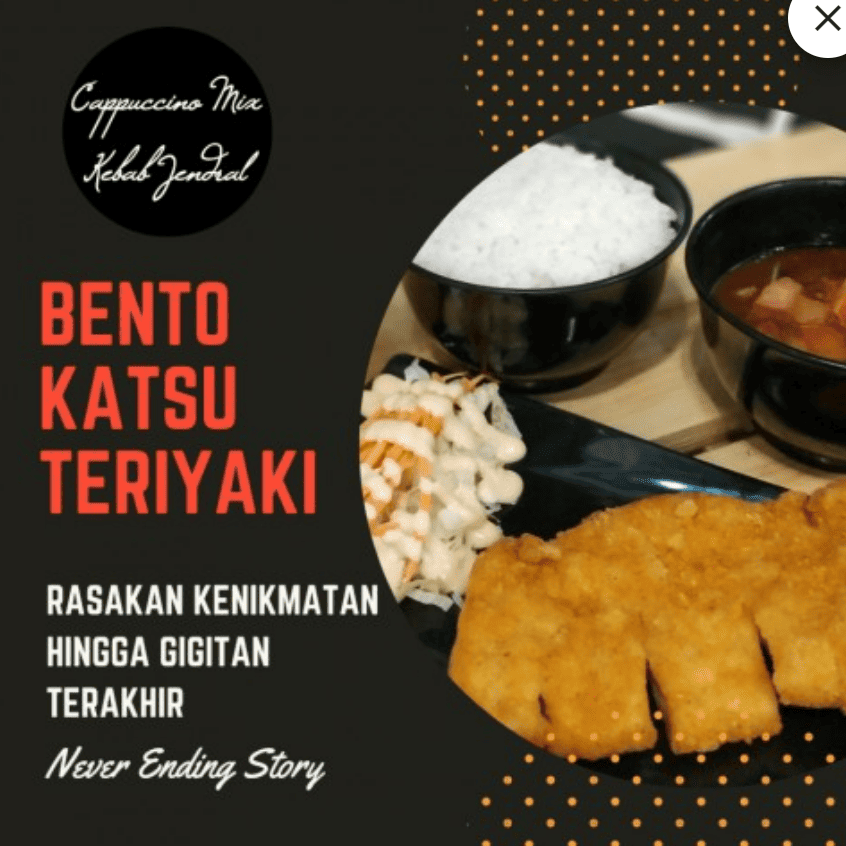 Cappuccino Mix
Kebab Jendral
BENTO
KATSU
TERIYAKI
RASAKAN KENIKMATAN
HINGGA GIGITAN
TERAKHIR
Never Ending Story